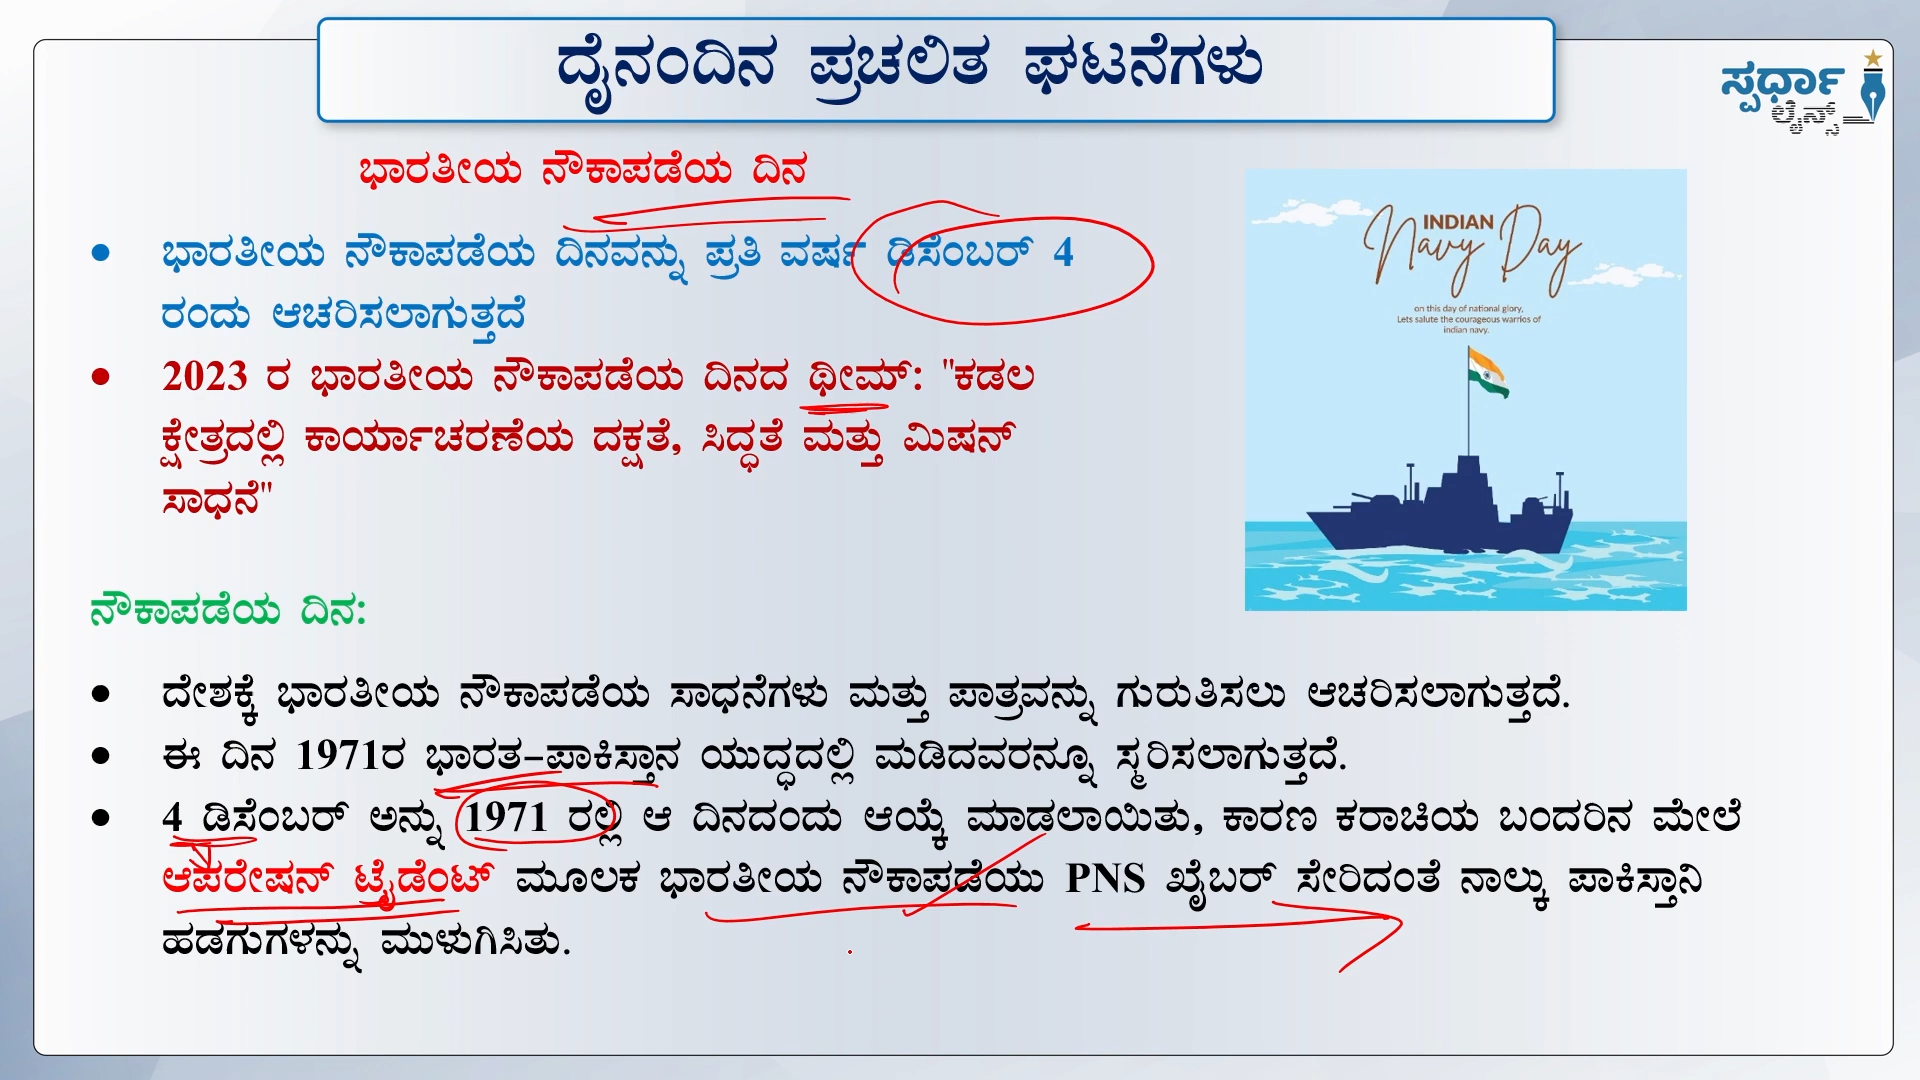 ದೈನಂದಿನ ಪ್ರಚಲಿತ ಘಟನೆಗಳು
ಸ್ಪರ್ಧಾ
ಲೈನ್ಸ್
ಭಾರತೀಯ ನೌಕಾಪಡೆಯ ದಿನ
• ಭಾರತೀಯ ನೌಕಾಪಡೆಯ ದಿನವನ್ನು ಪ್ರತಿ ವರ್ಷ ಡಿಸೆಂಬರ್ 4
ರಂದು ಆಚರಿಸಲಾಗುತ್ತದೆ
• 2023 ರ ಭಾರತೀಯ ನೌಕಾಪಡೆಯ ದಿನದ ಥೀಮ್: "ಕಡಲ
ಕ್ಷೇತ್ರದಲ್ಲಿ ಕಾರ್ಯಾಚರಣೆಯ ದಕ್ಷತೆ, ಸಿದ್ಧತೆ ಮತ್ತು ಮಿಷನ್
ಸಾಧನೆ"
INDIAN
Navy Day
on this day of national glory,
Lets salute the courageous warrios of
indian navy.
ನೌಕಾಪಡೆಯ ದಿನ:
• ದೇಶಕ್ಕೆ ಭಾರತೀಯ ನೌಕಾಪಡೆಯ ಸಾಧನೆಗಳು ಮತ್ತು ಪಾತ್ರವನ್ನು ಗುರುತಿಸಲು ಆಚರಿಸಲಾಗುತ್ತದೆ.
• ಈ ದಿನ 1971ರ ಭಾರತ-ಪಾಕಿಸ್ತಾನ ಯುದ್ಧದಲ್ಲಿ ಮಡಿದವರನ್ನೂ ಸ್ಮರಿಸಲಾಗುತ್ತದೆ.
• 4 ಡಿಸೆಂಬರ್ ಅನ್ನು 1971 ರಲ್ಲಿ ಆ ದಿನದಂದು ಆಯ್ಕೆ ಮಾಡಲಾಯಿತು, ಕಾರಣ ಕರಾಚಿಯ ಬಂದರಿನ ಮೇಲೆ
ಆಪರೇಷನ್ ಟ್ರೈಡೆಂಟ್ ಮೂಲಕ ಭಾರತೀಯ ನೌಕಾಪಡೆಯು PNS ಖೈಬರ್ ಸೇರಿದಂತೆ ನಾಲ್ಕು ಪಾಕಿಸ್ತಾನಿ
ಹಡಗುಗಳನ್ನು ಮುಳುಗಿಸಿತು.